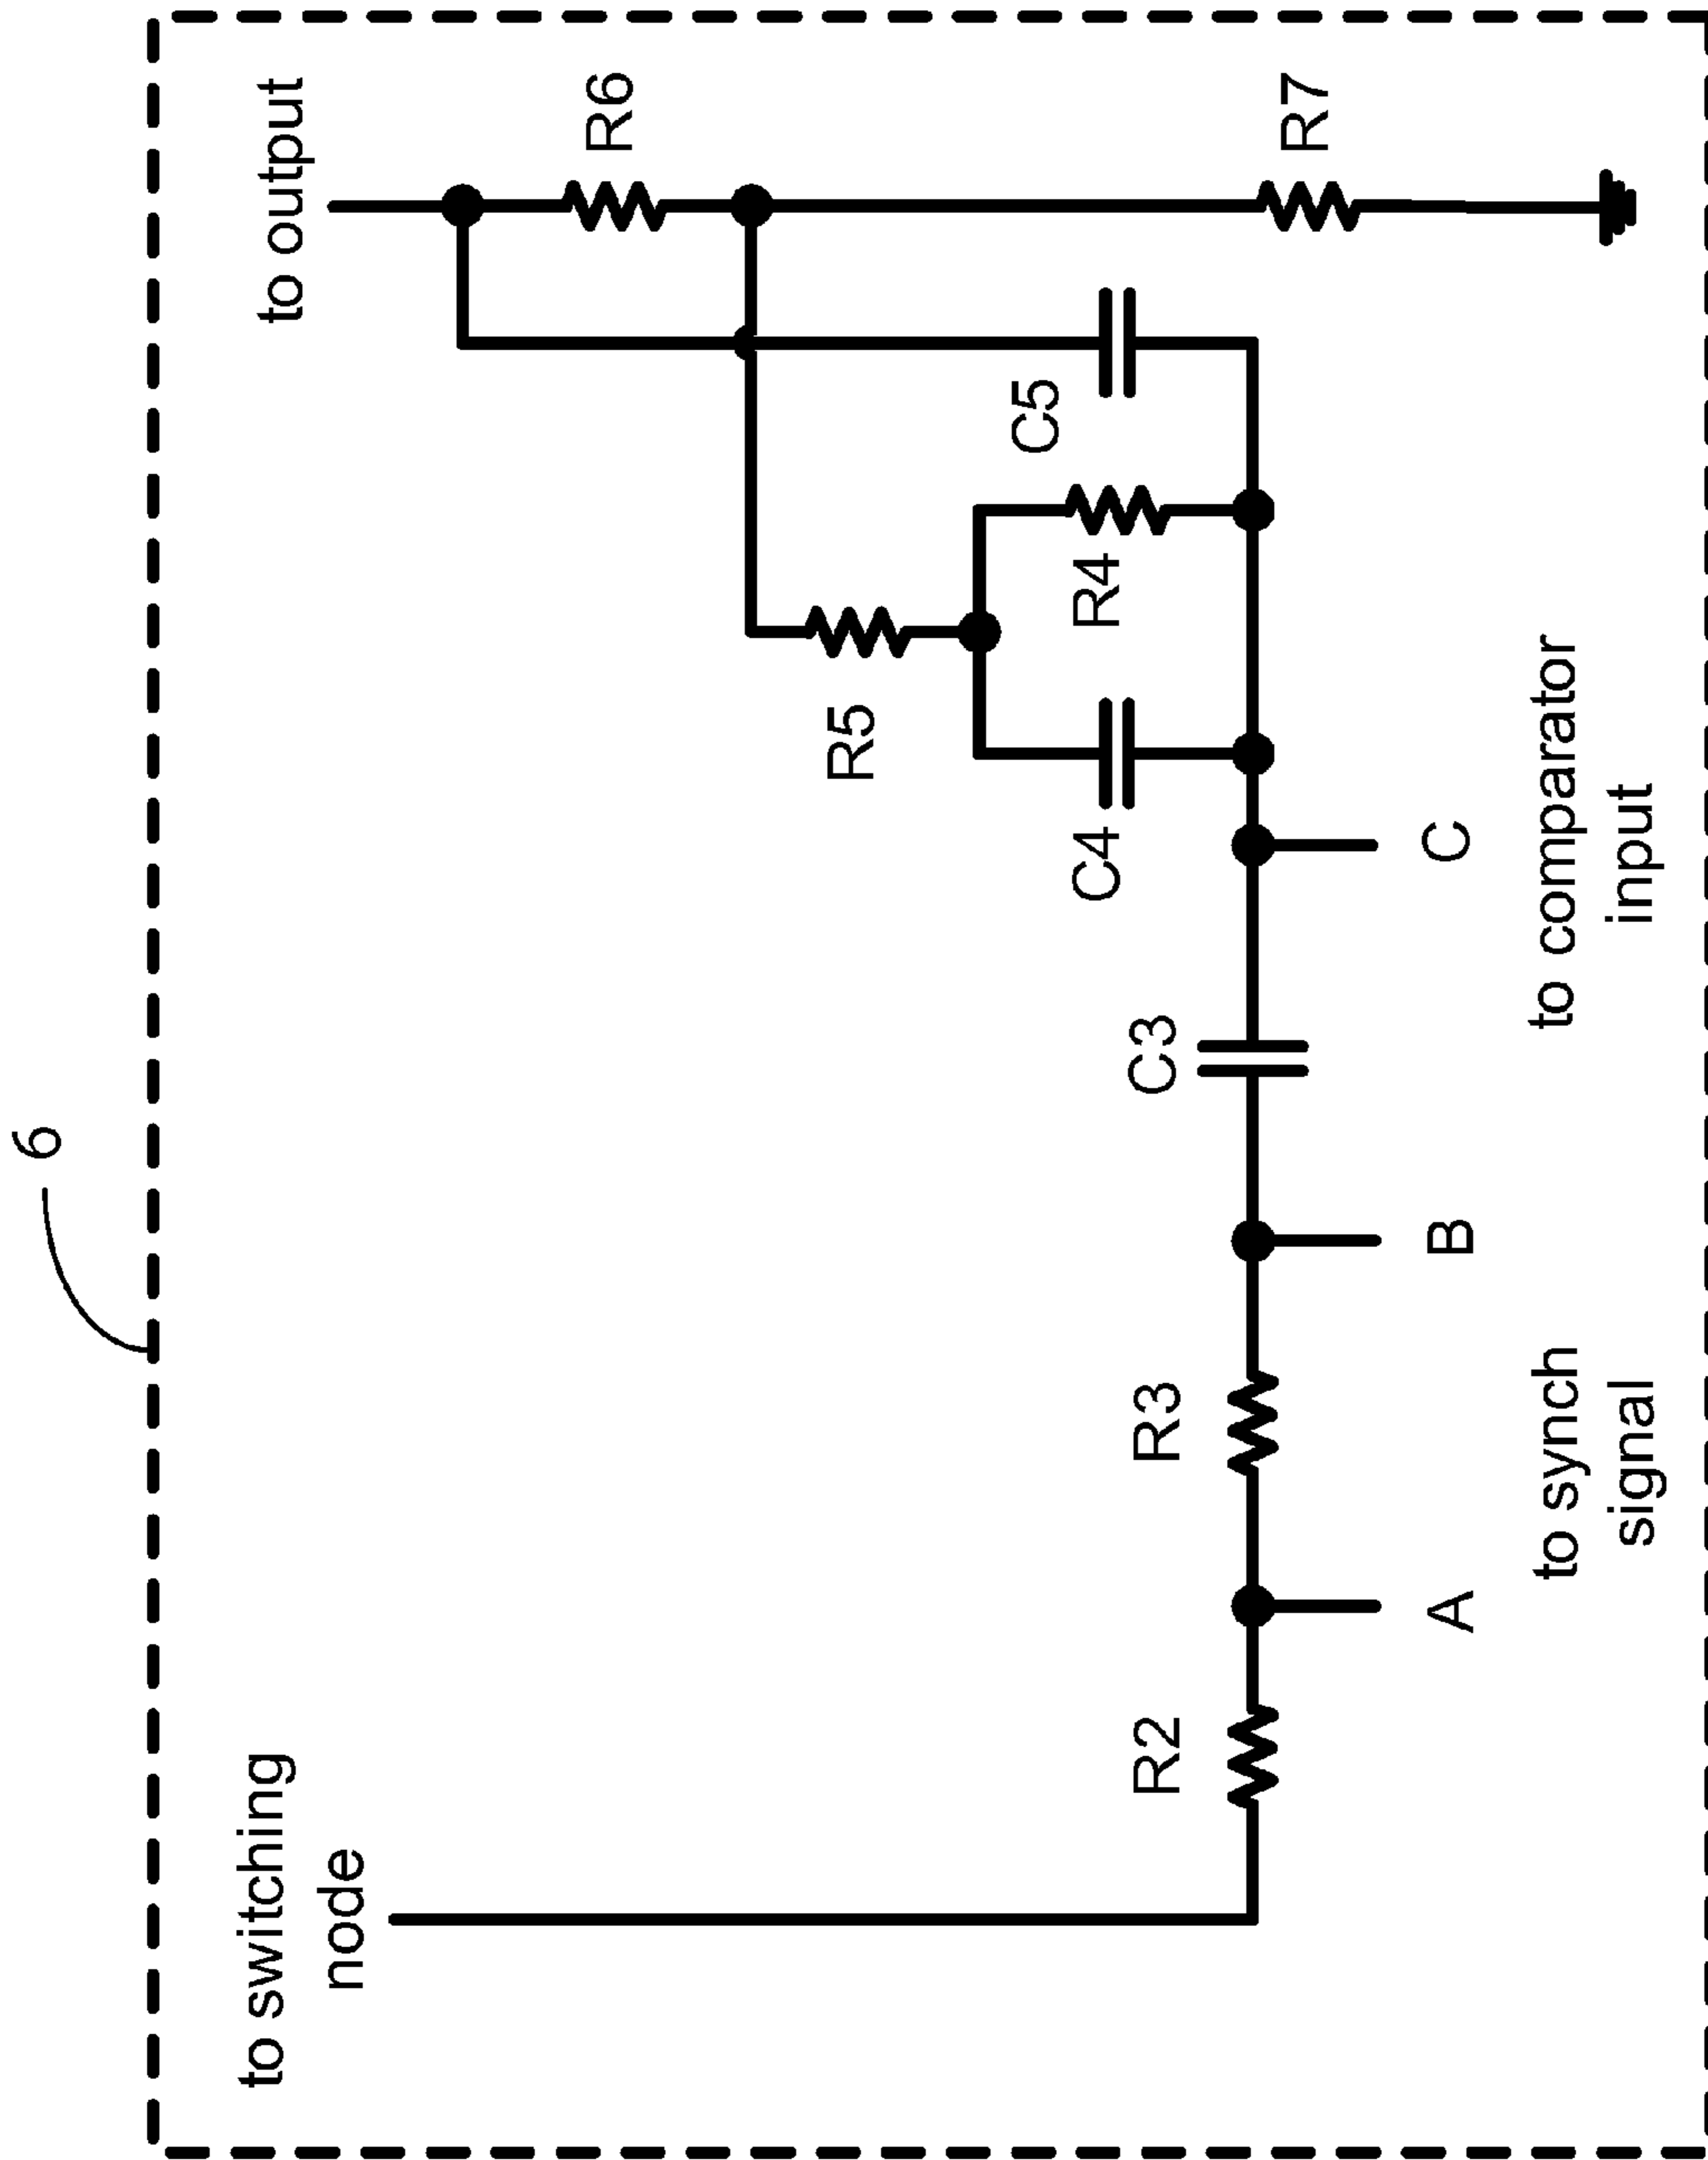 6
to switching
node
to output
R6
R5
C5
R4
C4
C3
R3
R2
R7
A
B
C
to synch
signal
to comparator
input